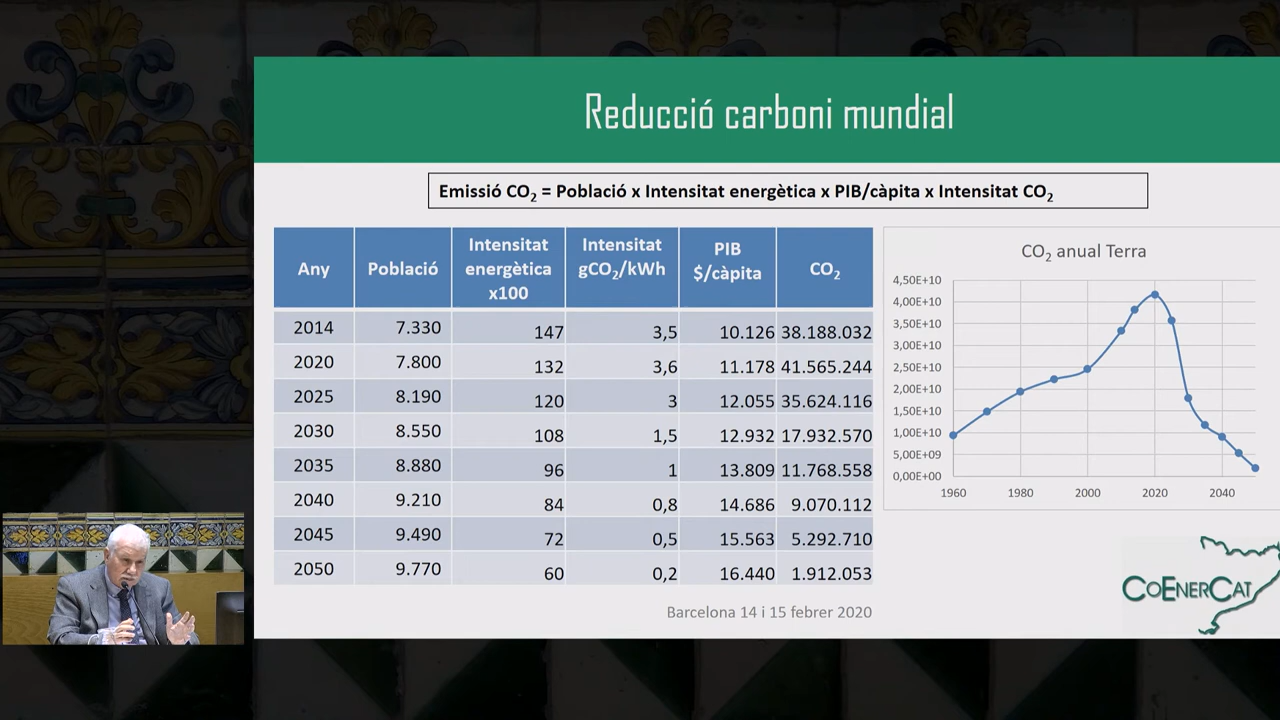 Reducció carboni mundial
Emissió CO₂ = Població x Intensitat energètica x PIB/càpita x Intensitat CO₂
Any Població Intensitat energètica x100 Intensitat gCO₂/kWh PIB $/càpita CO₂
2014 7.330 147 3,5 10.126 38.188.032
2020 7.800 132 3,6 11.178 41.565.244
2025 8.190 120 3 12.055 35.624.116
2030 8.550 108 1,5 12.932 17.932.570
2035 8.880 96 1 13.809 11.768.558
2040 9.210 84 0,8 14.686 9.070.112
2045 9.490 72 0,5 15.563 5.292.710
2050 9.770 60 0,2 16.440 1.912.053
CO₂ anual Terra
4,50E+10
4,00E+10
3,50E+10
3,00E+10
2,50E+10
2,00E+10
1,50E+10
1,00E+10
5,00E+09
0,00E+00
1960 1980 2000 2020 2040
COENERCAT
Barcelona 14 i 15 febrer 2020